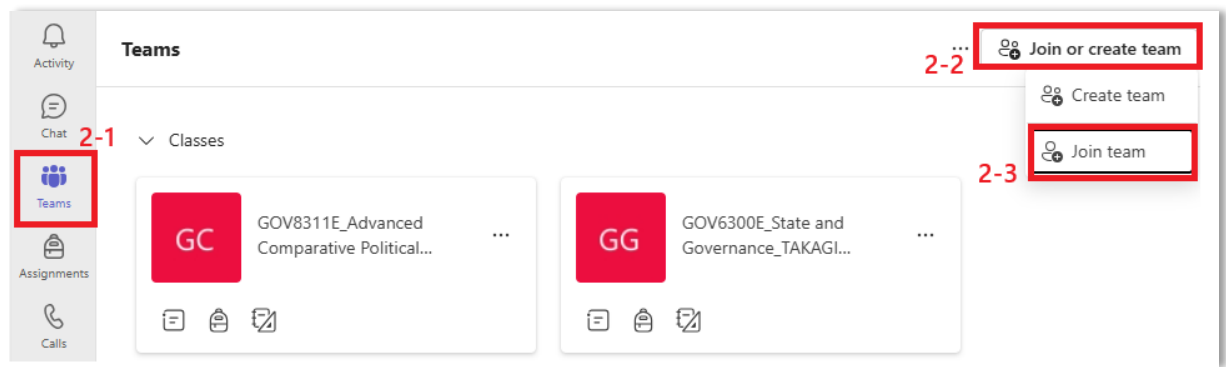 Activity
Chat
2-1
Teams
Assignments
Calls
Teams
...
2-2
Join or create team
Create team
Join team
2-3
Classes
GC
GOV8311E_Advanced
Comparative Political...
...
GG
GOV6300E_State and
Governance_TAKAGI...
...